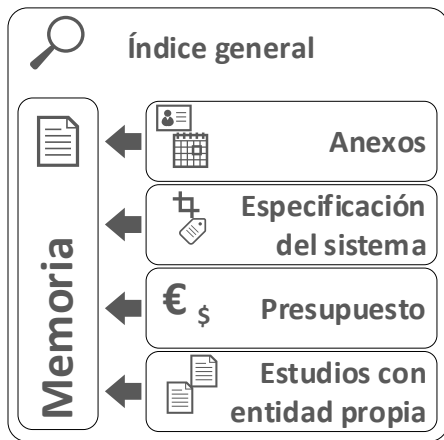 Índice general
Memoria
Anexos
Especificación
del sistema
€ $
Presupuesto
Estudios con
entidad propia